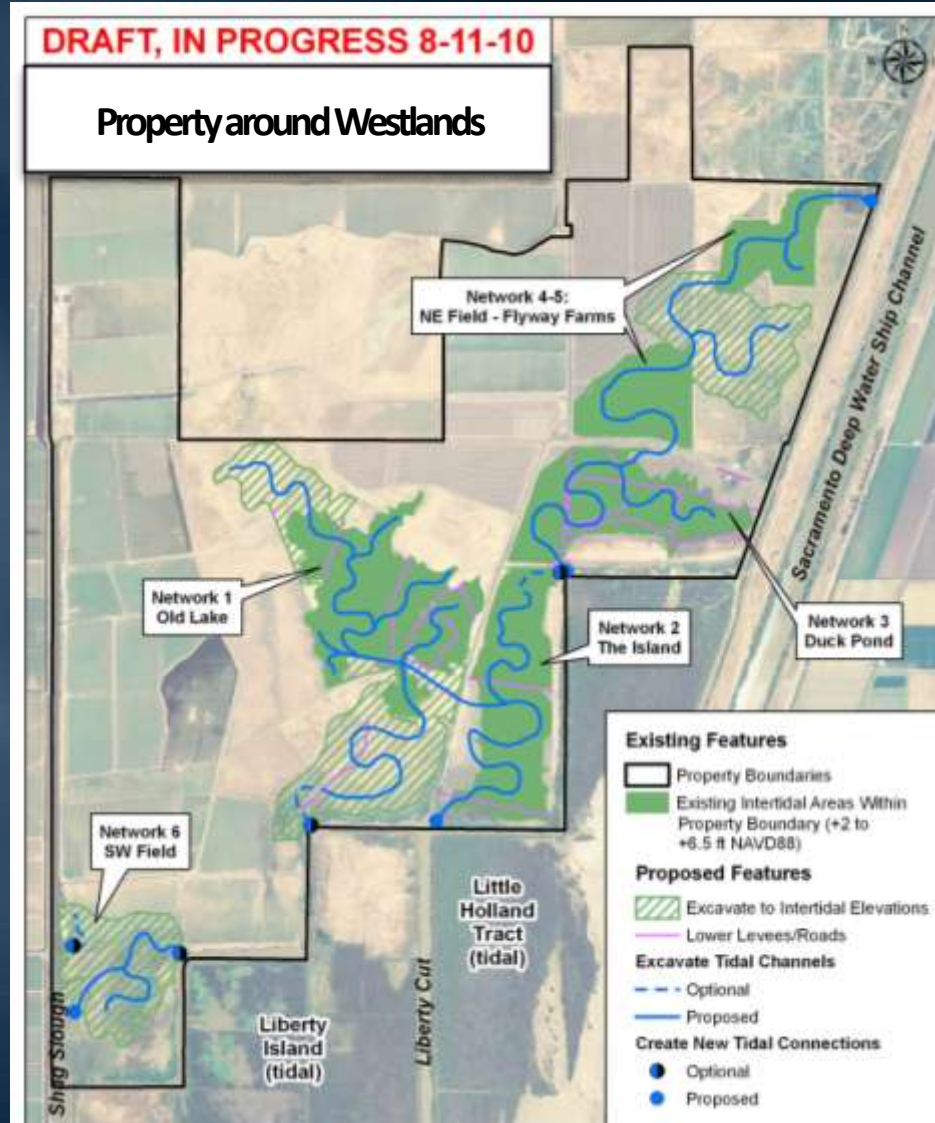 DRAFT, IN PROGRESS 8-11-10
Property around Westlands
N
Network 4-5:
NE Field - Flyway Farms
Sacramento Deep Water Ship Channel
Network 1
Old Lake
Network 2
The Island
Network 3
Duck Pond
Network 6
SW Field
Shag Slough
Liberty
Island
(tidal)
Liberty Cut
Little
Holland
Tract
(tidal)
Existing Features
Property Boundaries
Existing Intertidal Areas Within
Property Boundary (+2 to
+6.5 ft NAVD88)
Proposed Features
Excavate to Intertidal Elevations
Lower Levees/Roads
Excavate Tidal Channels
Optional
Proposed
Create New Tidal Connections
Optional
Proposed